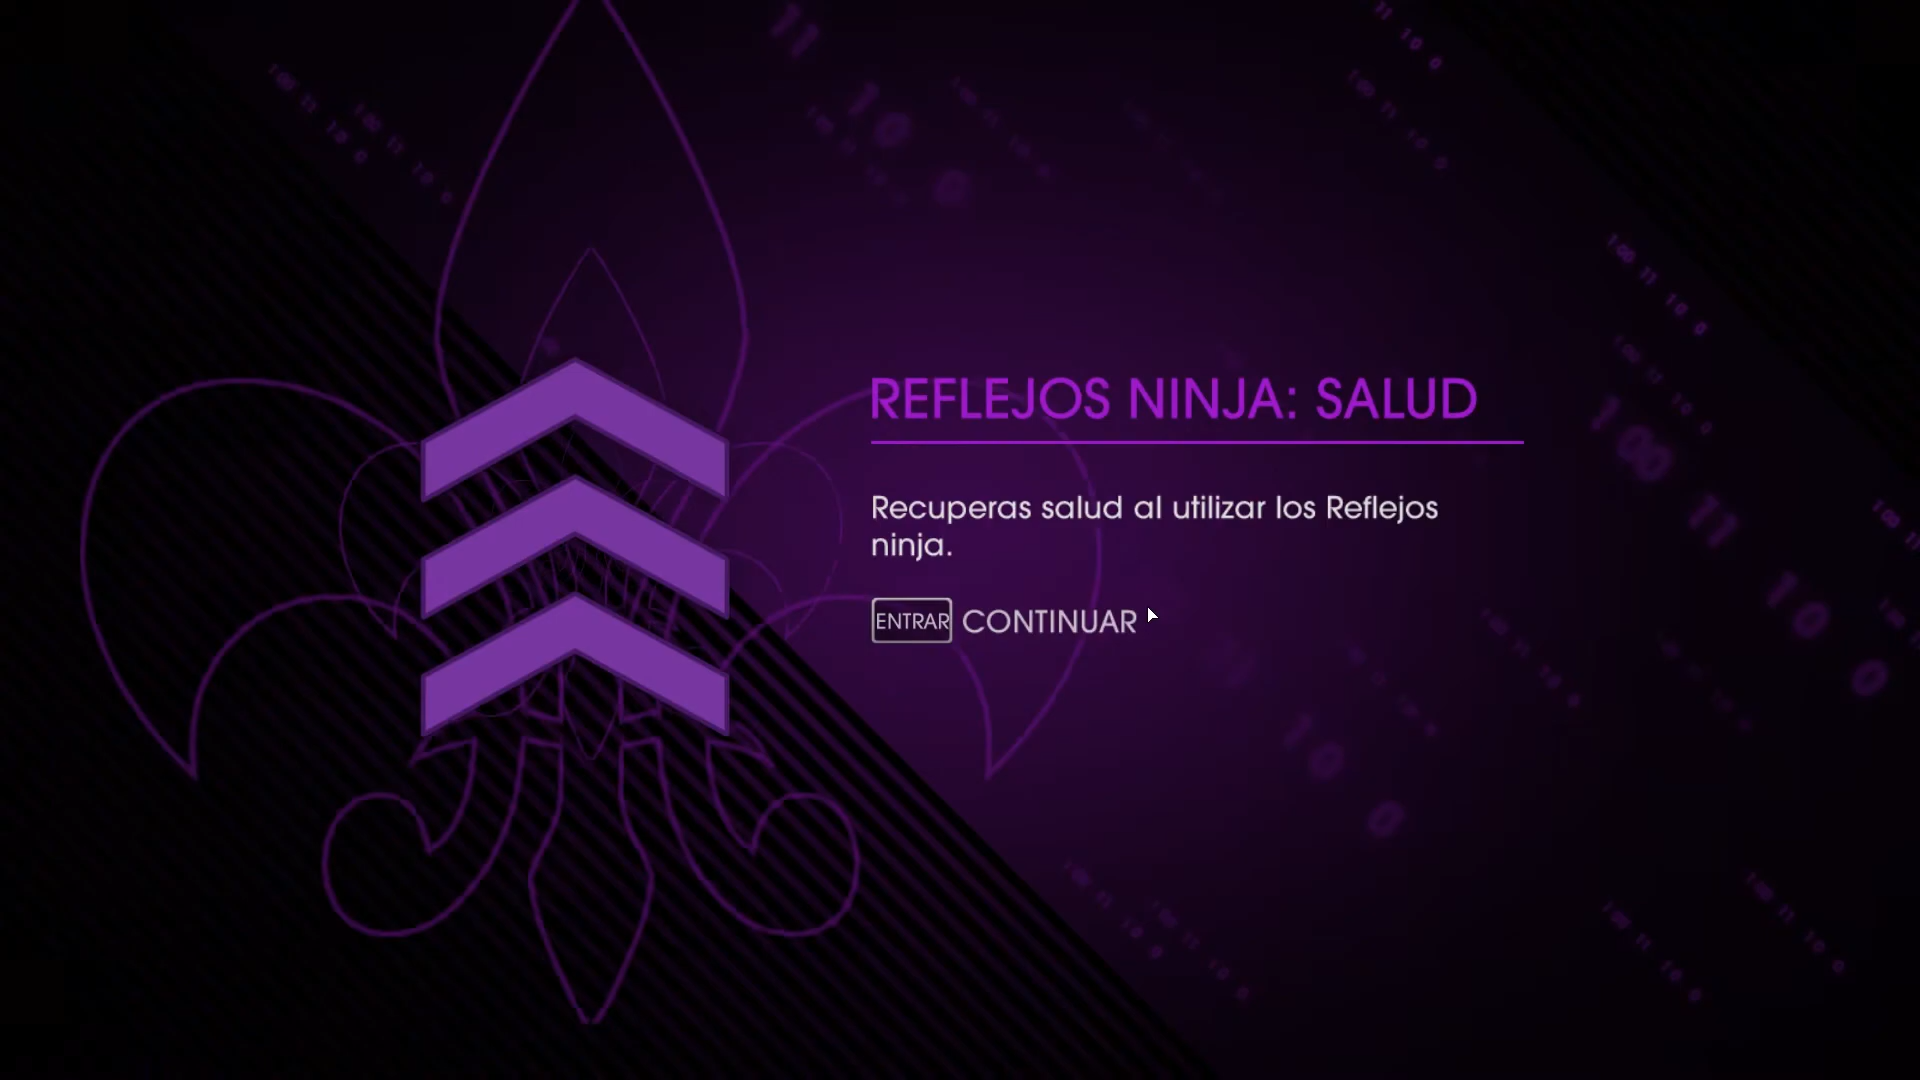 REFLEJOS NINJA: SALUD
Recuperas salud al utilizar los Reflejos
ninja.
ENTRAR CONTINUAR